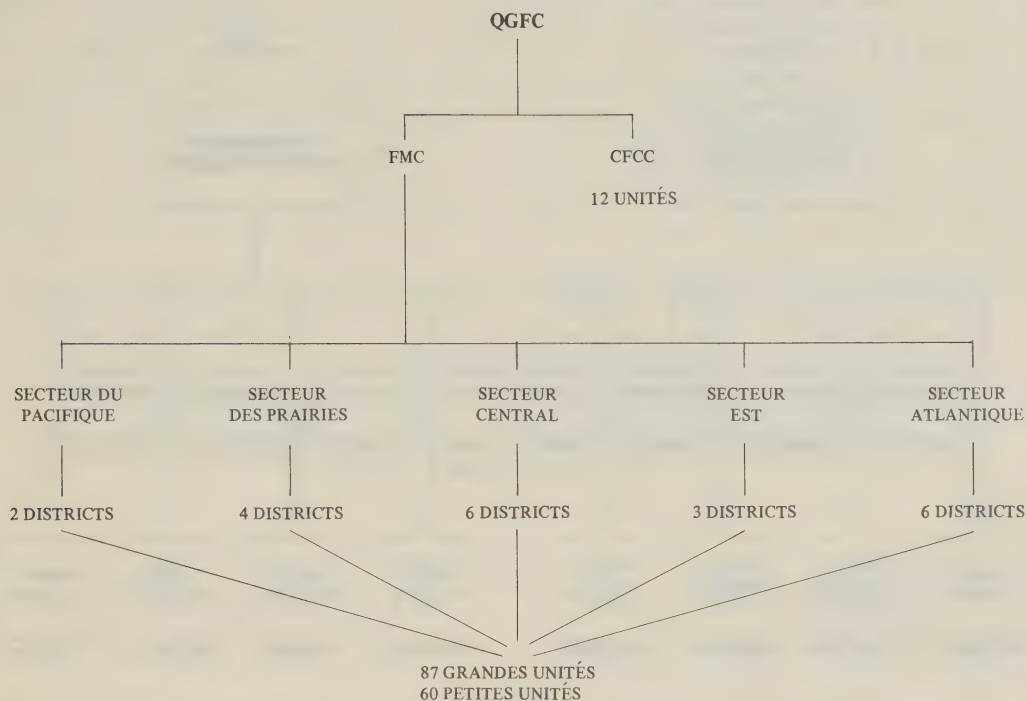 QGFC
FMC
CFCC
12 UNITÉS
SECTEUR DU
PACIFIQUE
SECTEUR
DES PRAIRIES
SECTEUR
CENTRAL
SECTEUR
EST
SECTEUR
ATLANTIQUE
2 DISTRICTS
4 DISTRICTS
6 DISTRICTS
3 DISTRICTS
6 DISTRICTS
87 GRANDES UNITÉS
60 PETITES UNITÉS